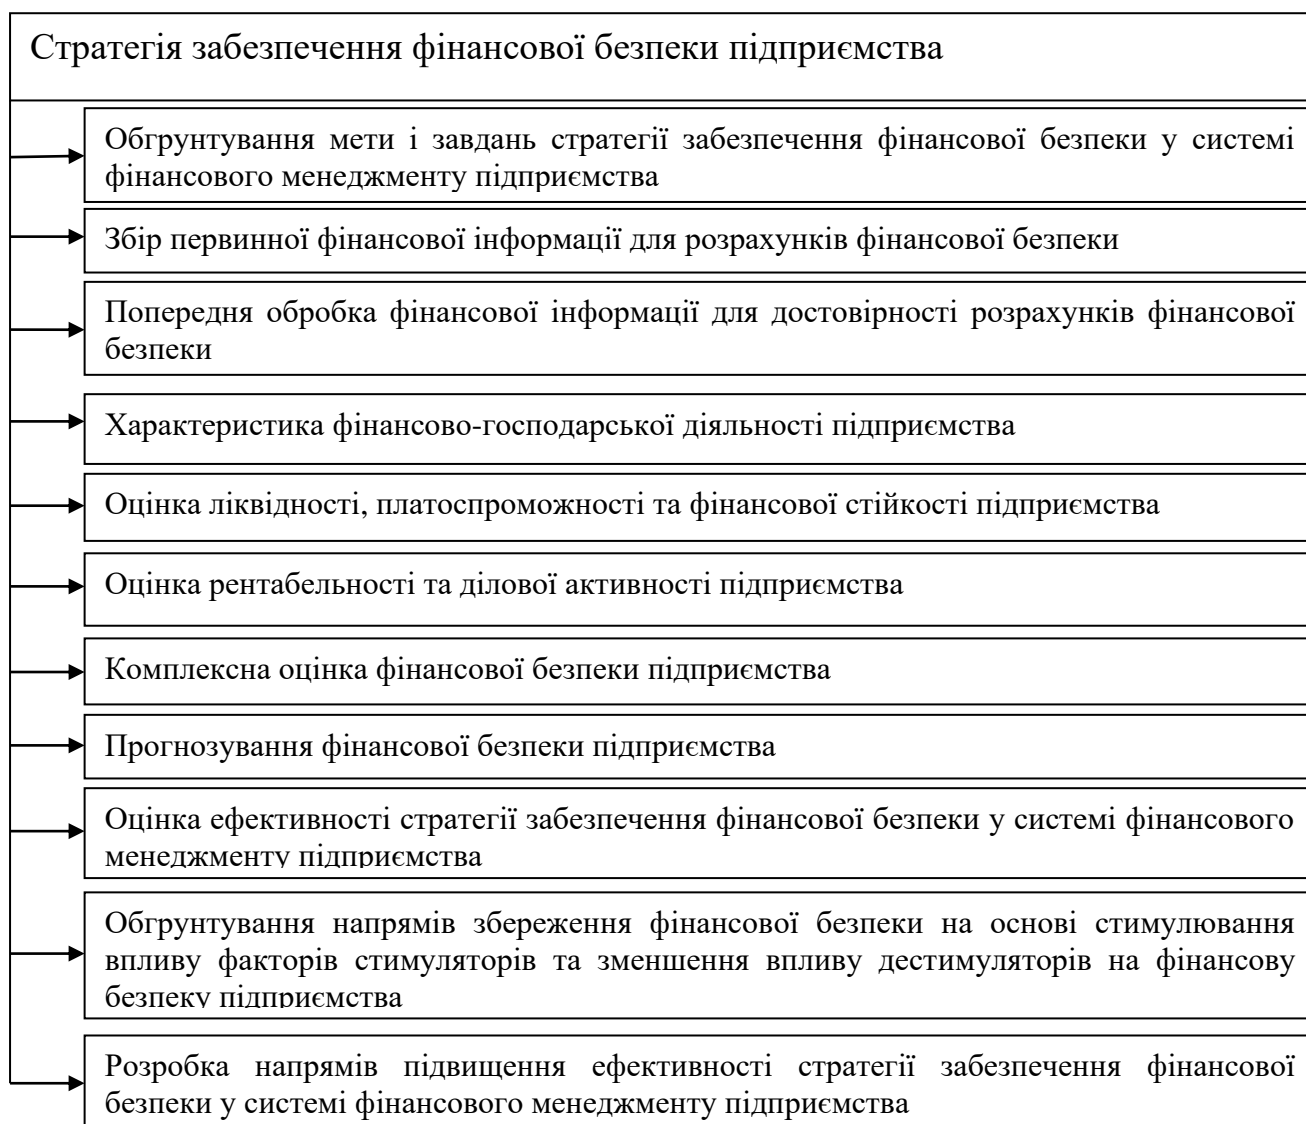 Стратегія забезпечення фінансової безпеки підприємства
Обгрунтування мети і завдань стратегії забезпечення фінансової безпеки у системі
фінансового менеджменту підприємства
Збір первинної фінансової інформації для розрахунків фінансової безпеки
Попередня обробка фінансової інформації для достовірності розрахунків фінансової
безпеки
Характеристика фінансово-господарської діяльності підприємства
Оцінка ліквідності, платоспроможності та фінансової стійкості підприємства
Оцінка рентабельності та ділової активності підприємства
Комплексна оцінка фінансової безпеки підприємства
Прогнозування фінансової безпеки підприємства
Оцінка ефективності стратегії забезпечення фінансової безпеки у системі фінансового
менеджменту підприємства
Обгрунтування напрямів збереження фінансової безпеки на основі стимулювання
впливу факторів стимуляторів та зменшення впливу дестимуляторів на фінансову
безпеку підприємства
Розробка напрямів підвищення ефективності стратегії забезпечення фінансової
безпеки у системі фінансового менеджменту підприємства